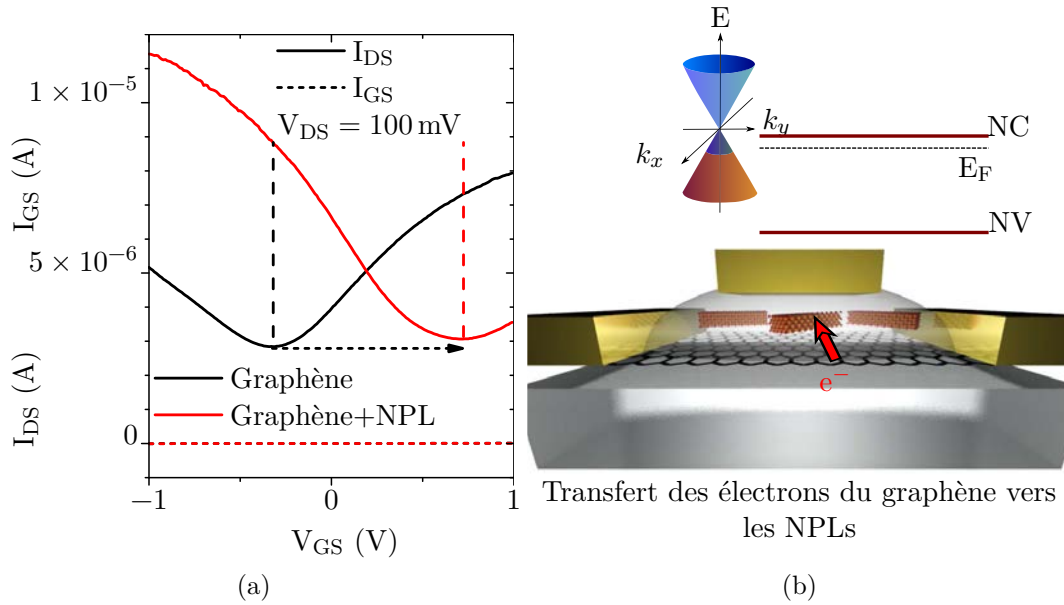 I_DS
I_GS
V_DS = 100 mV
1 × 10^−5
5 × 10^−6
0
I_DS (A)    I_GS (A)
Graphène
Graphène+NPL
−1
0
1
V_GS (V)
(a)
E
k_y
k_x
NC
E_F
NV
e^−
Transfert des électrons du graphène vers
les NPLs
(b)